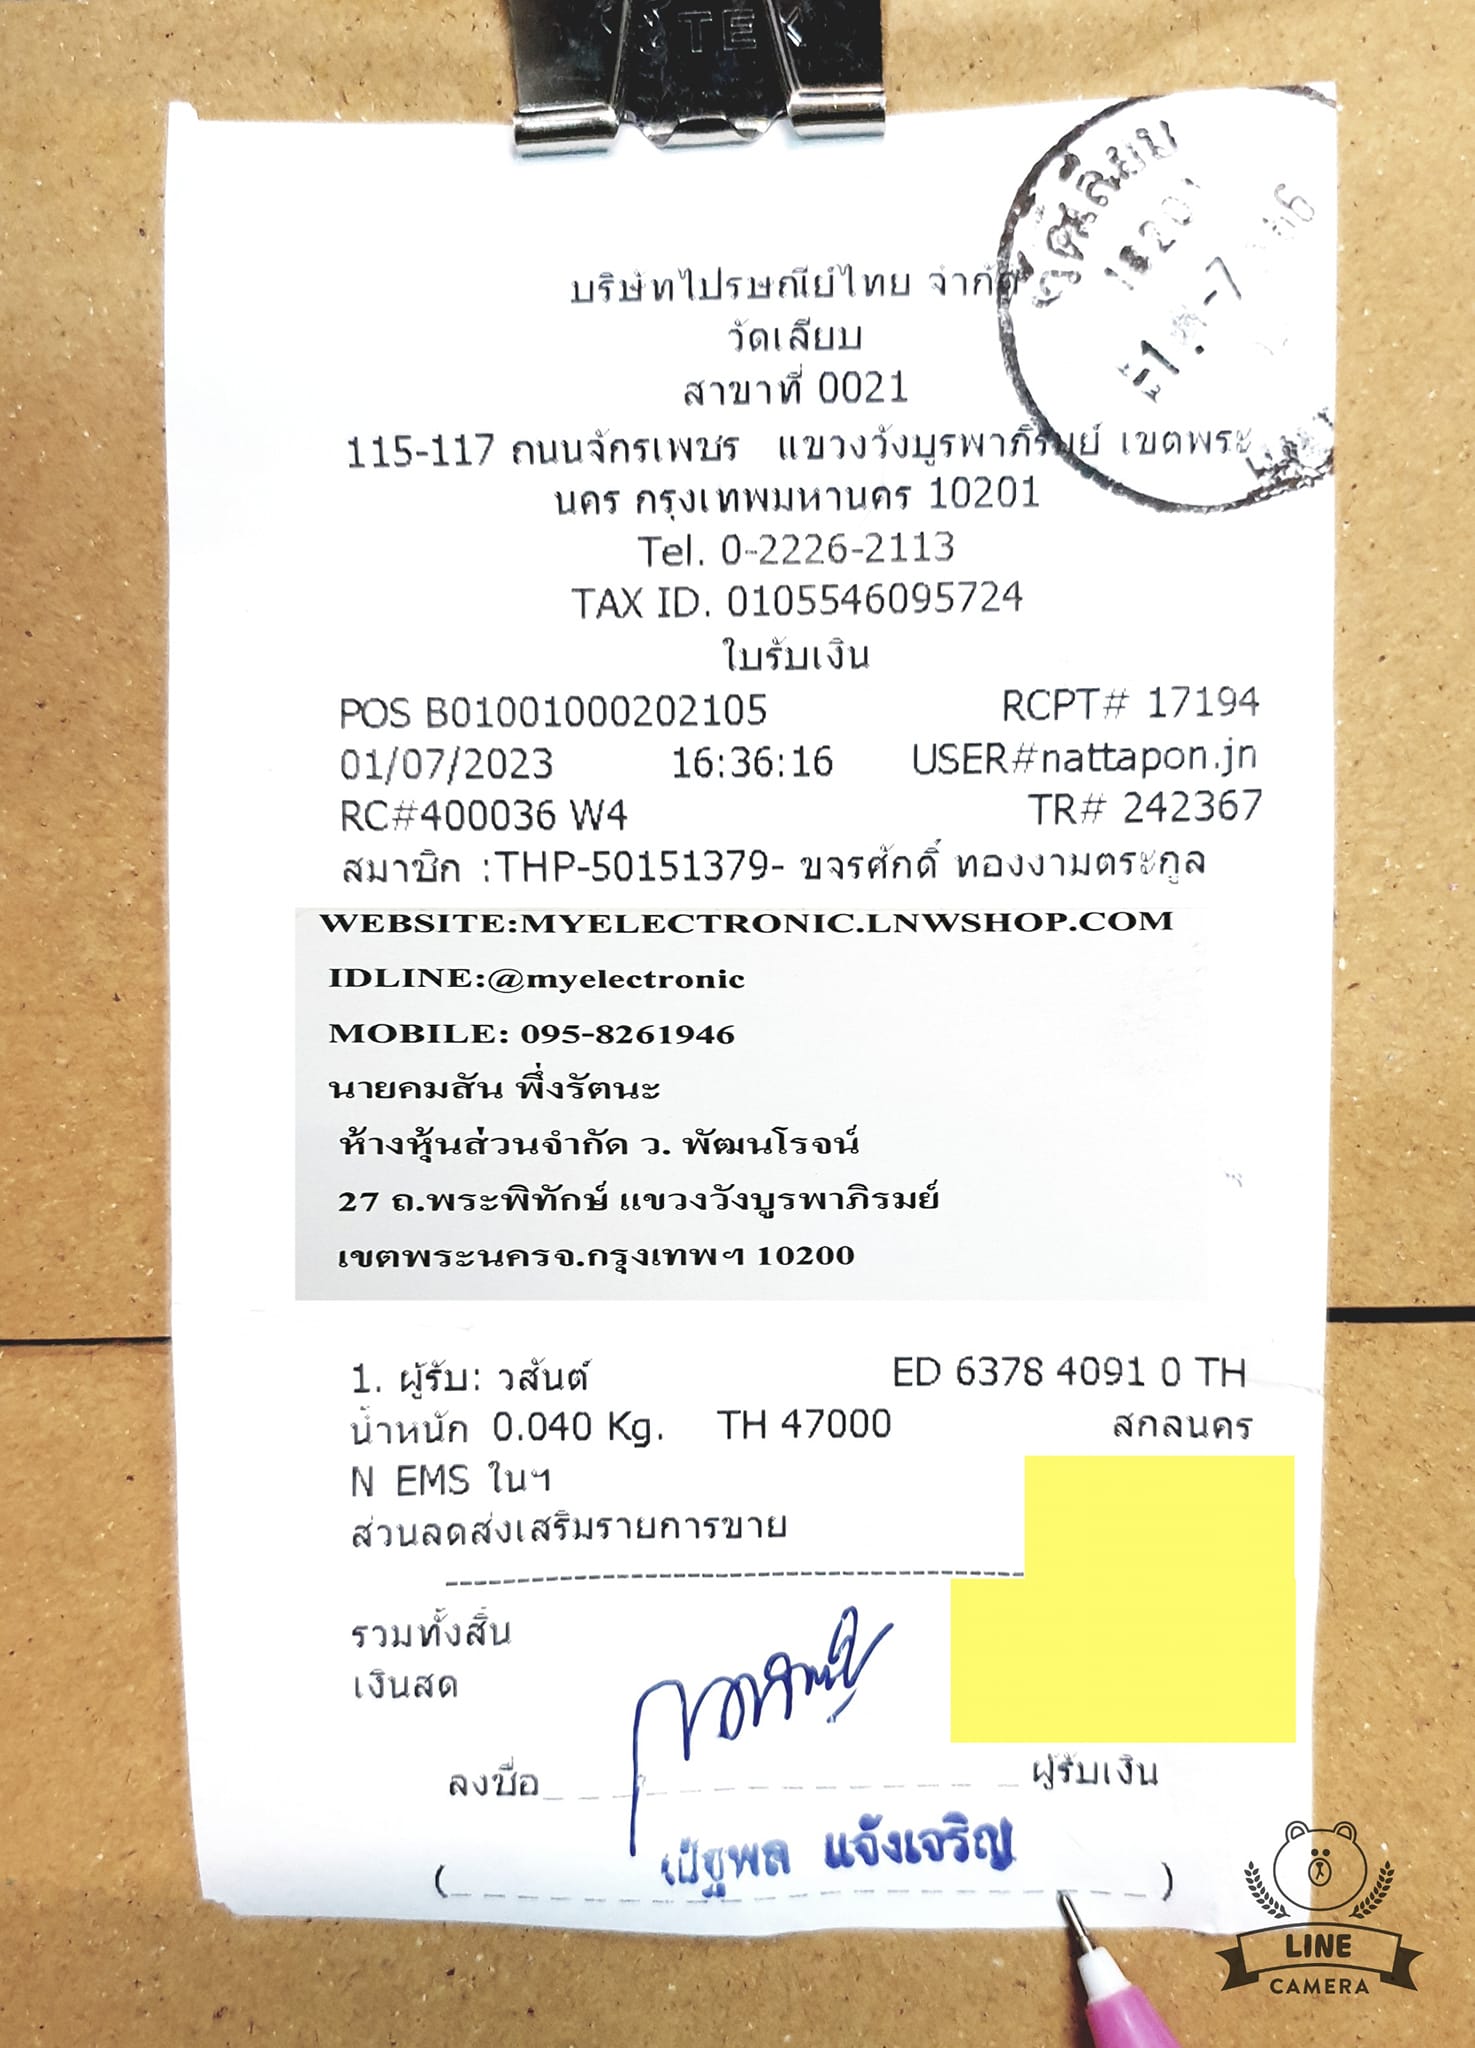 TEX
บริษัทไปรษณีย์ไทย จำกัด
วัดเลียบ
สาขาที่ 0021
115-117 ถนนจักรเพชร แขวงวังบูรพาภิรมย์ เขตพระ
นคร กรุงเทพมหานคร 10201
Tel. 0-2226-2113
TAX ID. 0105546095724
ใบรับเงิน
POS B01001000202105 RCPT# 17194
01/07/2023 16:36:16 USER#nattapon.jn
RC#400036 W4 TR# 242367
สมาชิก :THP-50151379- ขจรศักดิ์ ทองงามตระกูล
WEBSITE:MYELECTRONIC.LNWSHOP.COM
IDLINE:@myelectronic
MOBILE: 095-8261946
นายคมสัน พึ่งรัตนะ
ห้างหุ้นส่วนจำกัด ว. พัฒนโรจน์
27 ถ.พระพิทักษ์ แขวงวังบูรพาภิรมย์
เขตพระนครจ.กรุงเทพฯ 10200
1. ผู้รับ: วสันต์ ED 6378 4091 0 TH
น้ำหนัก 0.040 Kg. TH 47000 สกลนคร
N EMS ในฯ
ส่วนลดส่งเสริมรายการขาย
รวมทั้งสิ้น
เงินสด
ลงชื่อ ผู้รับเงิน
แจ้งเจริญ
LINE
CAMERA